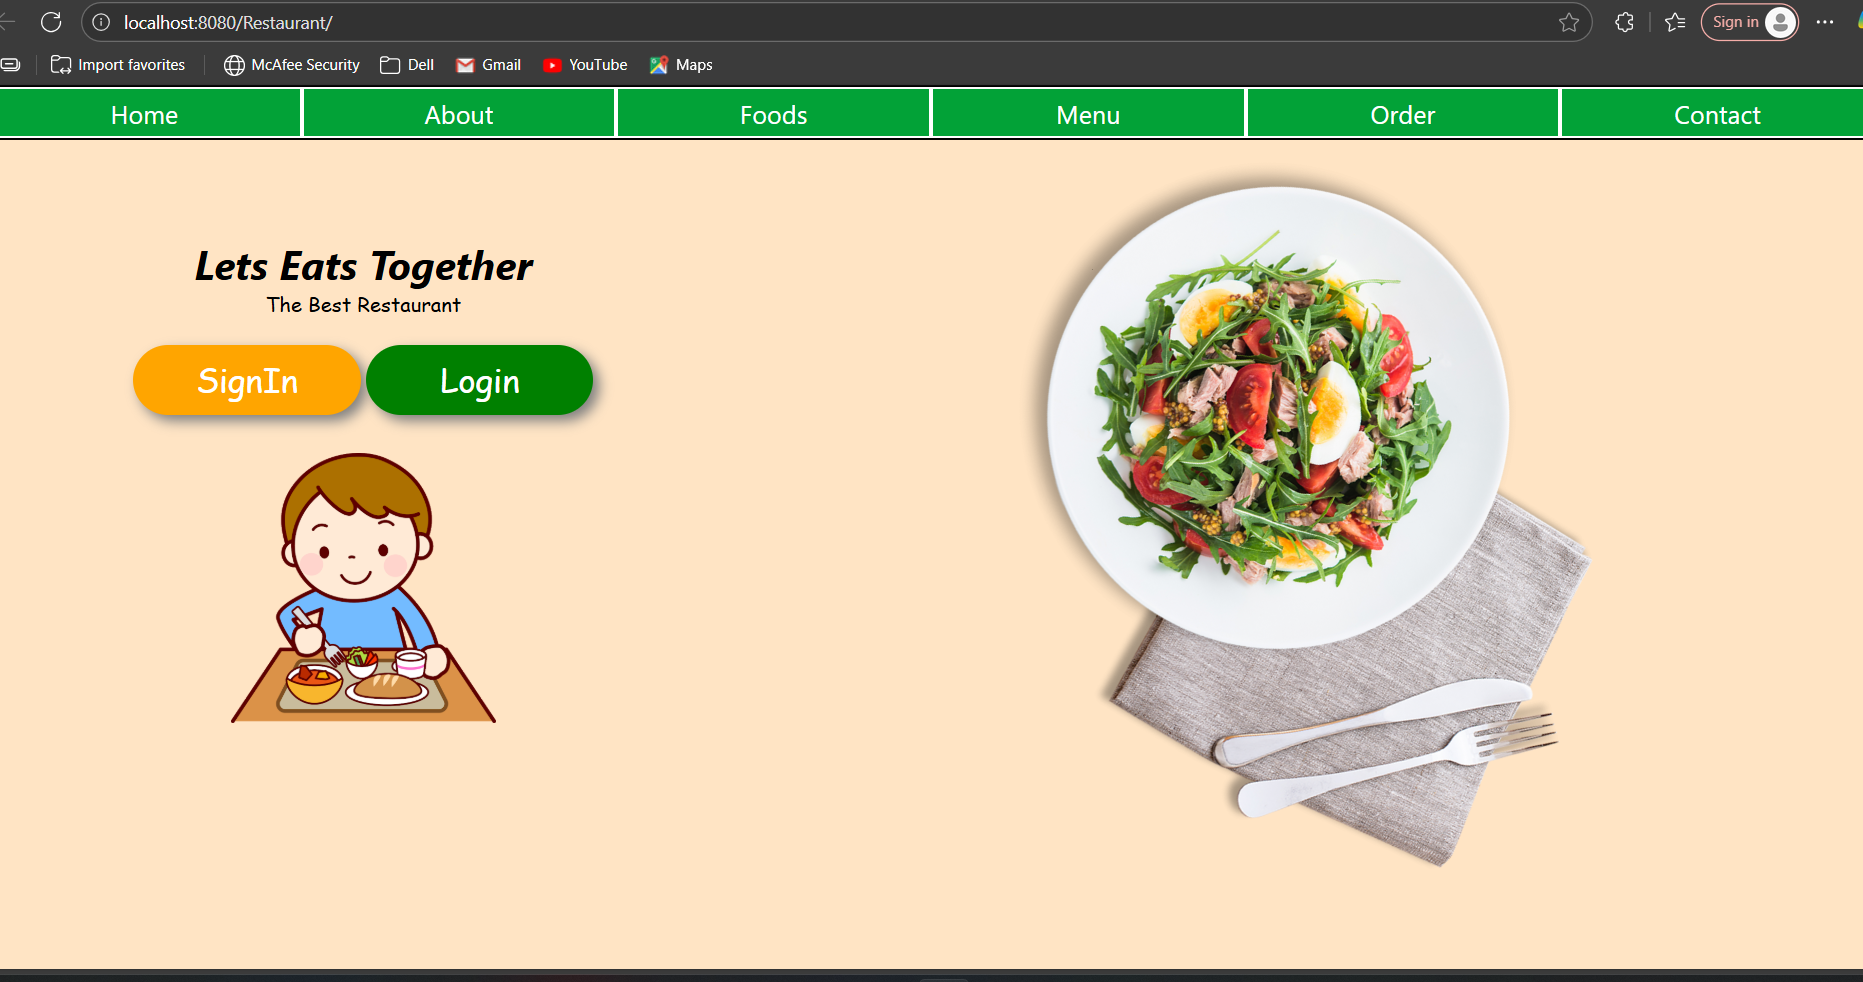 localhost:8080/Restaurant/
Sign in
Import favorites
McAfee Security
Dell
Gmail
YouTube
Maps
Home
About
Foods
Menu
Order
Contact
Lets Eats Together
The Best Restaurant
SignIn
Login